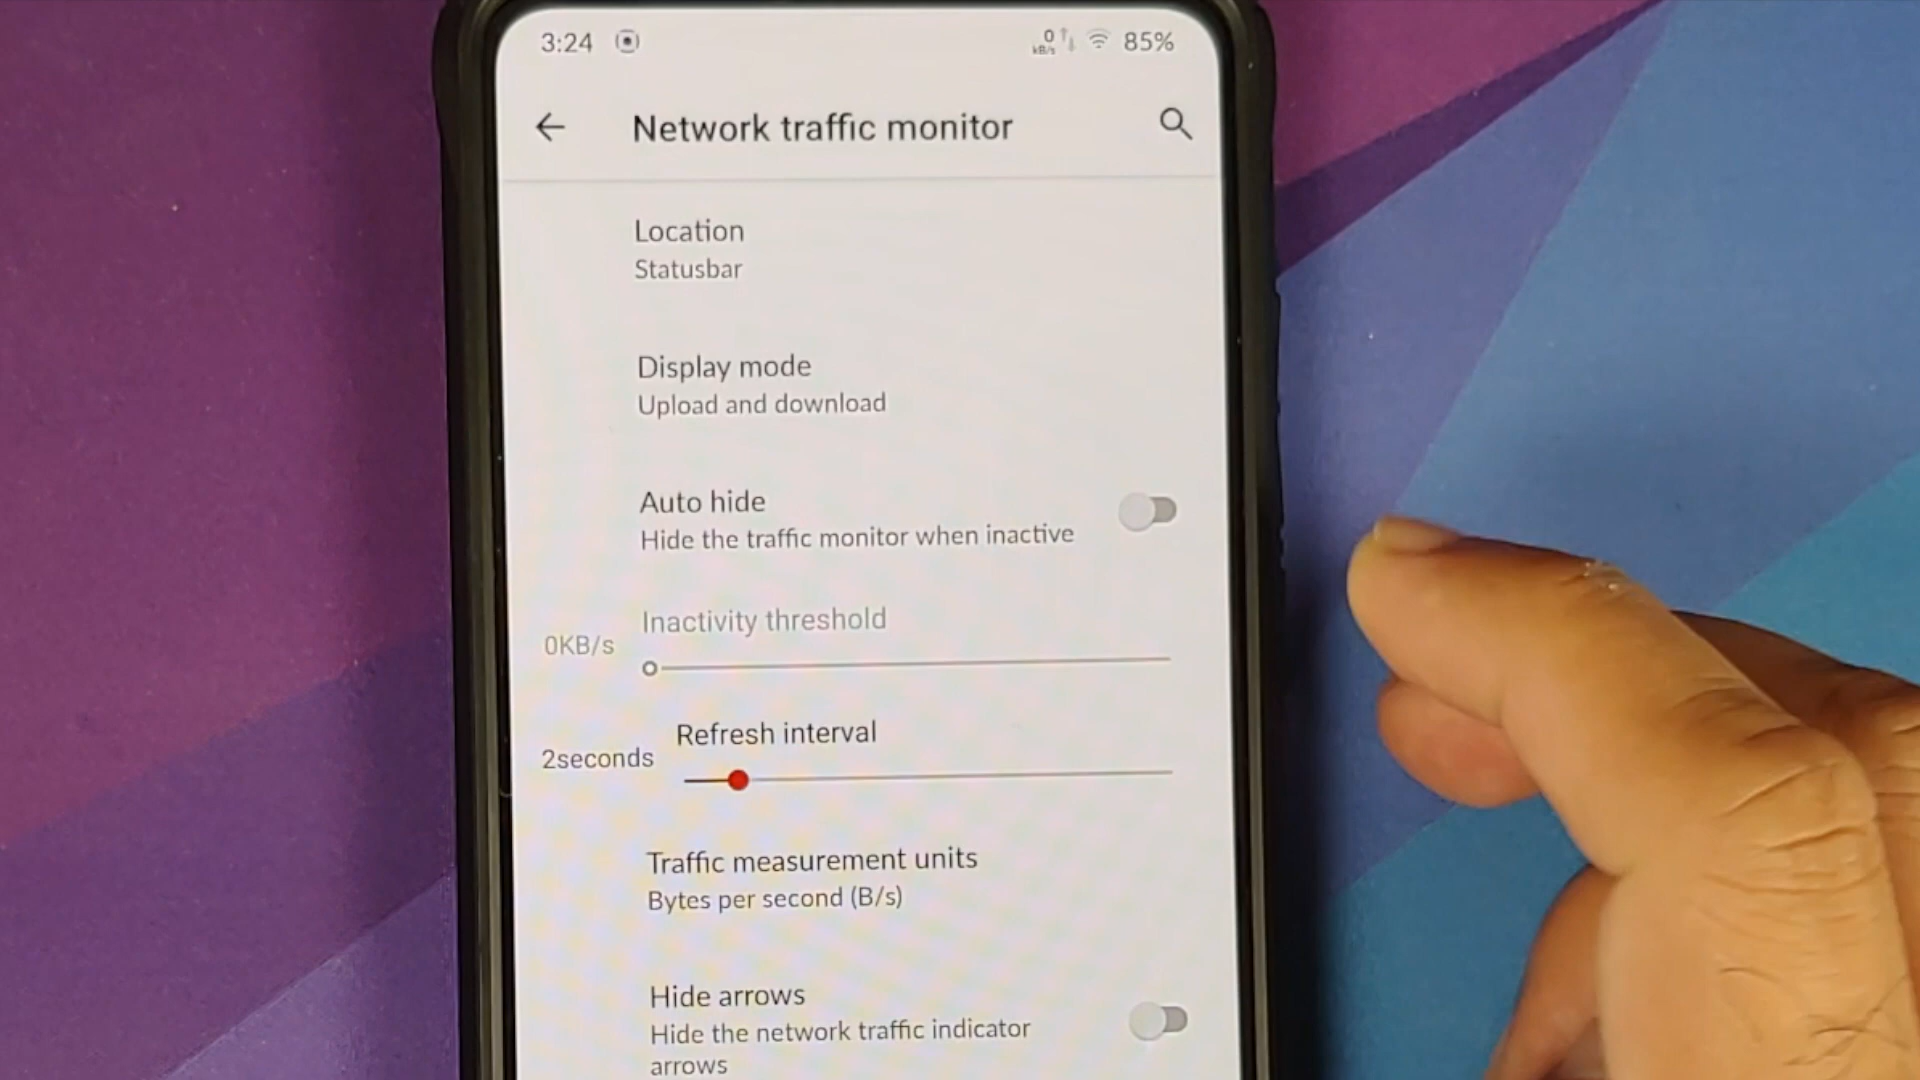 3:24 0 kB/s 85%
Network traffic monitor
Location
Statusbar
Display mode
Upload and download
Auto hide
Hide the traffic monitor when inactive
Inactivity threshold
0KB/s
Refresh interval
2seconds
Traffic measurement units
Bytes per second (B/s)
Hide arrows
Hide the network traffic indicator
arrows